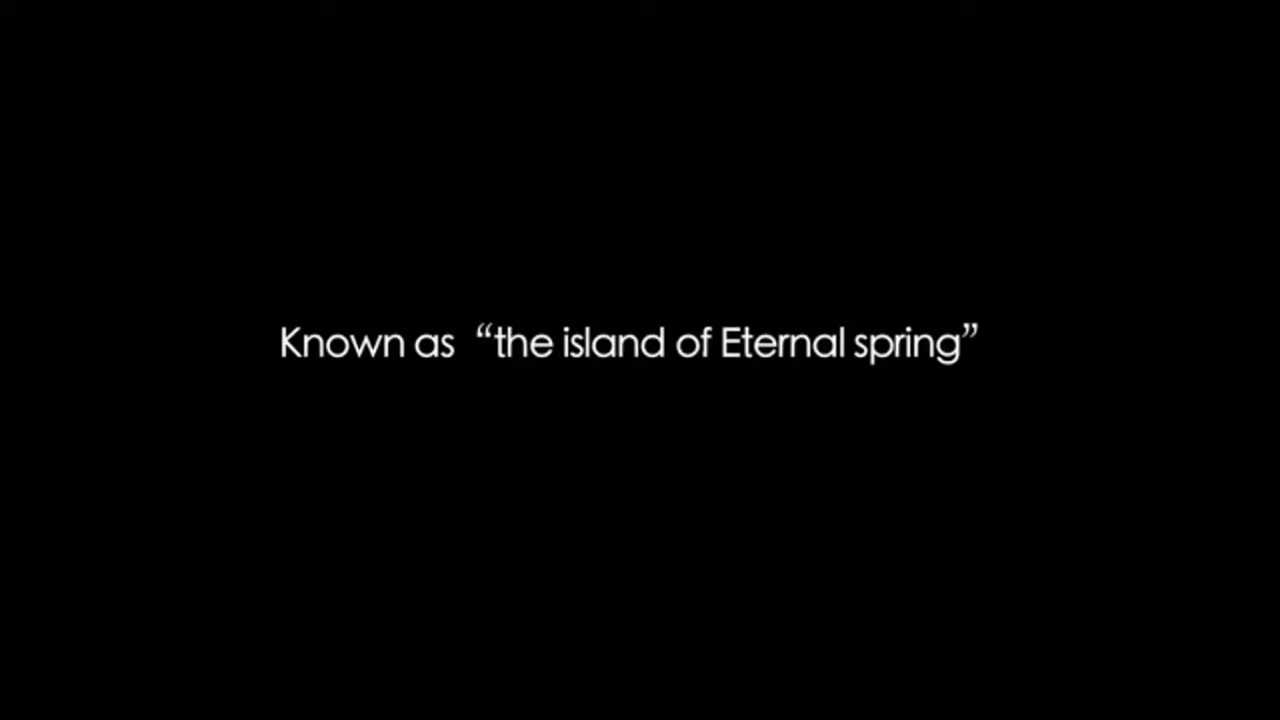 Known as “the island of Eternal spring”